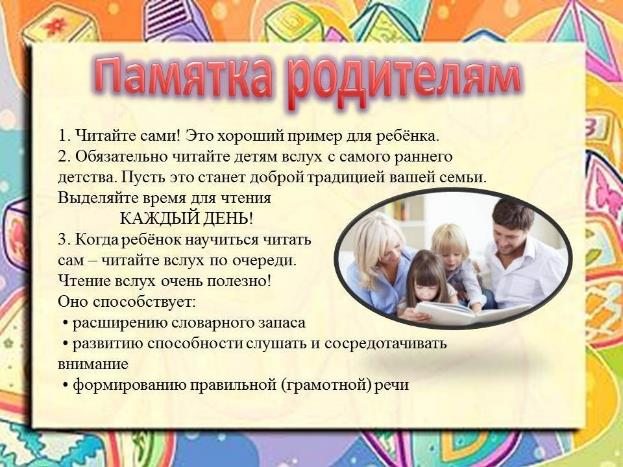 Памятка родителям
1. Читайте сами! Это хороший пример для ребёнка.
2. Обязательно читайте детям вслух с самого раннего
детства. Пусть это станет доброй традицией вашей семьи.
Выделяйте время для чтения
КАЖДЫЙ ДЕНЬ!
3. Когда ребёнок научиться читать
сам – читайте вслух по очереди.
Чтение вслух очень полезно!
Оно способствует:
• расширению словарного запаса
• развитию способности слушать и сосредотачивать
внимание
• формированию правильной (грамотной) речи